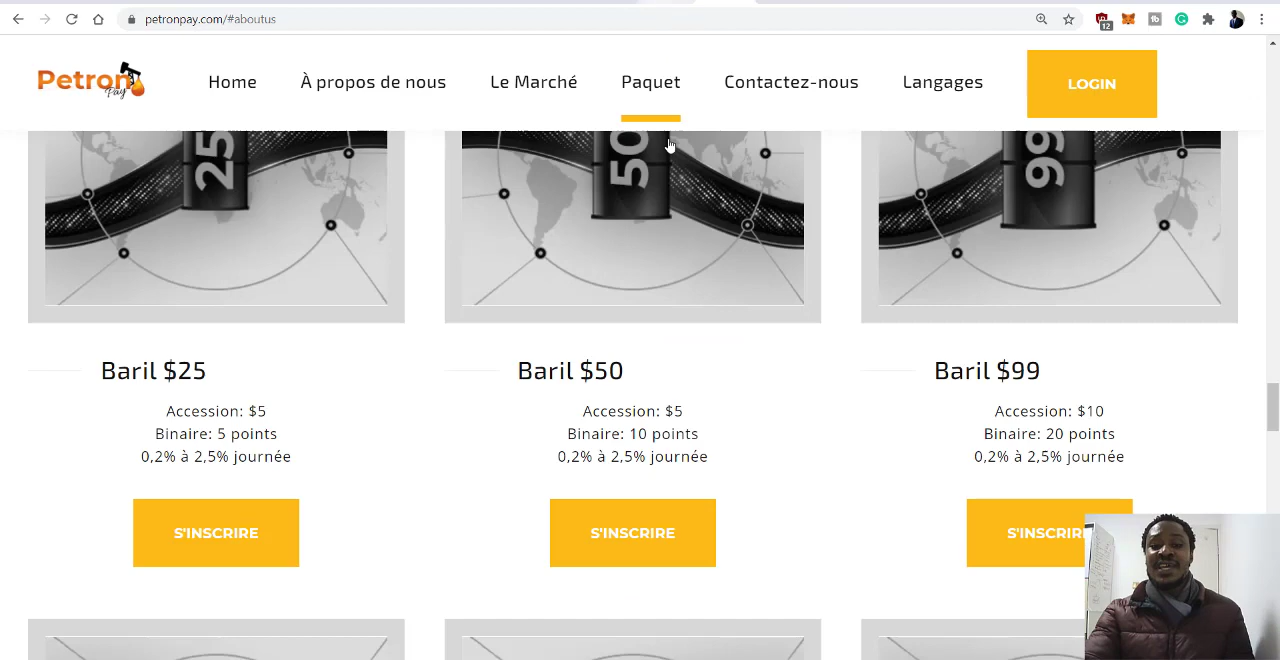 petronpay.com/#aboutus
12
Petron
Pay
Home
À propos de nous
Le Marché
Paquet
Contactez-nous
Langages
LOGIN
25
50
99
Baril $25
Accession: $5
Binaire: 5 points
0,2% à 2,5% journée
S'INSCRIRE
Baril $50
Accession: $5
Binaire: 10 points
0,2% à 2,5% journée
S'INSCRIRE
Baril $99
Accession: $10
Binaire: 20 points
0,2% à 2,5% journée
S'INSCRIR